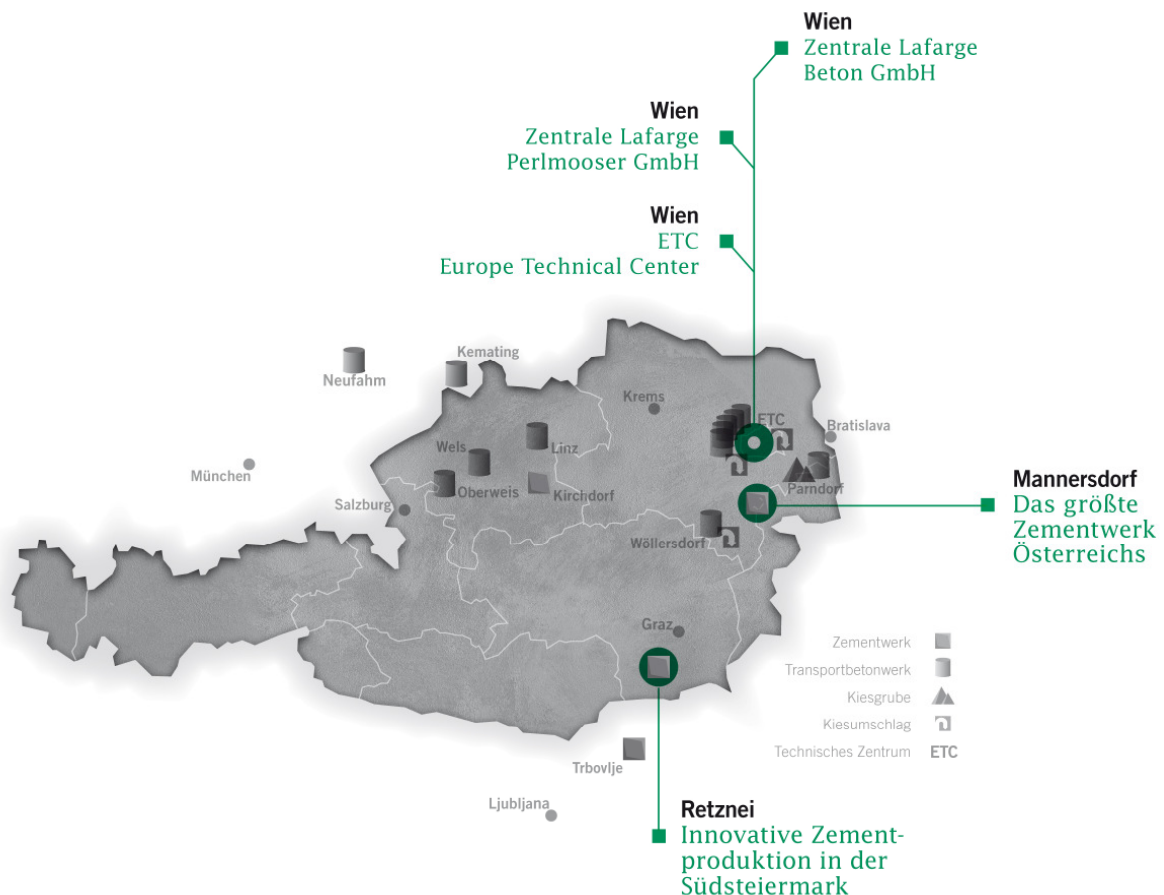 Wien
Zentrale Lafarge
Beton GmbH
Wien
Zentrale Lafarge
Perlmooser GmbH
Wien
ETC
Europe Technical Center
Kemating
Neufahrn
Krems
ETC
Bratislava
Wels
Linz
München
Oberweis
Kirchdorf
Parndorf
Salzburg
Mannersdorf
Das größte
Zementwerk
Österreichs
Wöllersdorf
Graz
Zementwerk
Transportbetonwerk
Kiesgrube
Kiesumschlag
Technisches Zentrum ETC
Trbovlje
Ljubljana
Retznei
Innovative Zement-
produktion in der
Südsteiermark